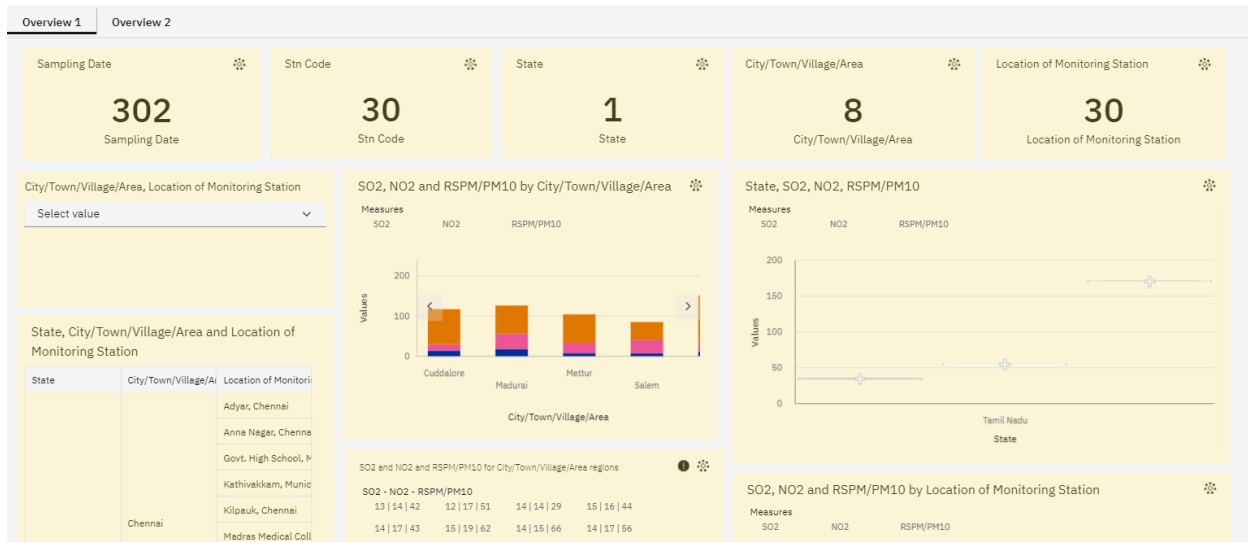 Overview 1
Overview 2
Sampling Date
302
Sampling Date
Stn Code
30
Stn Code
State
1
State
City/Town/Village/Area
8
City/Town/Village/Area
Location of Monitoring Station
30
Location of Monitoring Station
City/Town/Village/Area, Location of Monitoring Station
Select value
State, City/Town/Village/Area and Location of
Monitoring Station
State City/Town/Village/A Location of Monitori
Adyar, Chennai
Anna Nagar, Chenna
Govt. High School, M
Kathivakkam, Munic
Kilpauk, Chennai
Chennai
Madras Medical Coll
SO2, NO2 and RSPM/PM10 by City/Town/Village/Area
Measures
SO2 NO2 RSPM/PM10
Values
200
100
0
Cuddalore
Madurai
Mettur
Salem
City/Town/Village/Area
SO2 and NO2 and RSPM/PM10 for City/Town/Village/Area regions
SO2 - NO2 - RSPM/PM10
13 | 14 | 42 12 | 17 | 51 14 | 14 | 29 15 | 16 | 44
14 | 17 | 43 15 | 19 | 62 14 | 15 | 66 14 | 17 | 56
State, SO2, NO2, RSPM/PM10
Measures
SO2 NO2 RSPM/PM10
Values
200
150
100
50
0
Tamil Nadu
State
SO2, NO2 and RSPM/PM10 by Location of Monitoring Station
Measures
SO2 NO2 RSPM/PM10